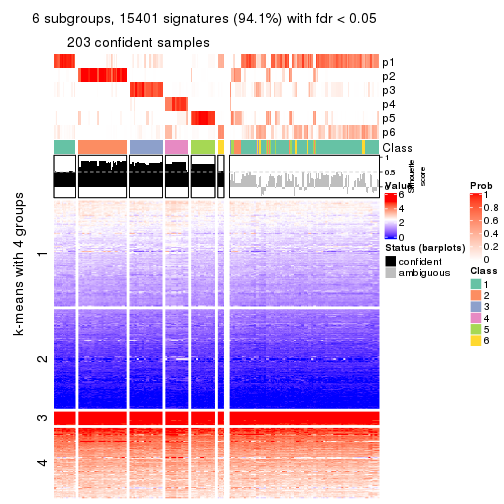 6 subgroups, 15401 signatures (94.1%) with fdr < 0.05
203 confident samples
p1
p2
p3
p4
p5
p6
Class
1
0.5
0
Silhouette
score
k-means with 4 groups
1
2
3
4
Value
6
4
2
0
Status (barplots)
confident
ambiguous
Prob
1
0.8
0.6
0.4
0.2
0
Class
1
2
3
4
5
6